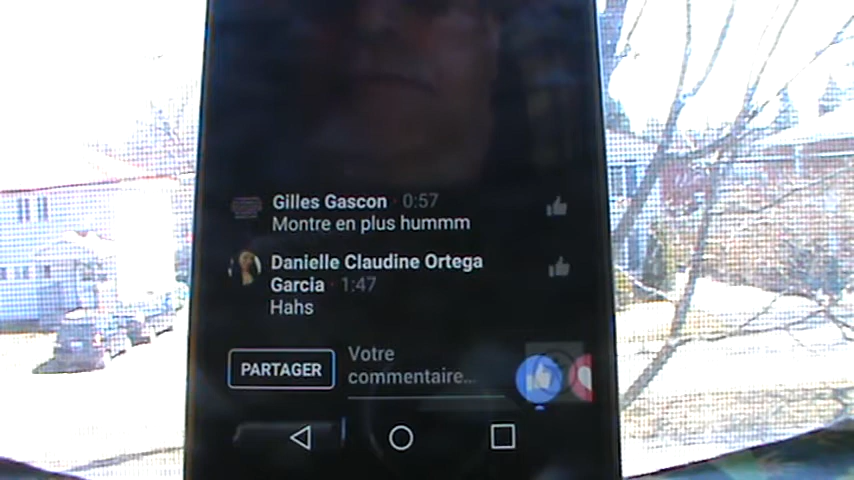 Gilles Gascon · 0:57
Montre en plus hummm
Danielle Claudine Ortega
Garcia · 1:47
Hahs
PARTAGER
Votre
commentaire...